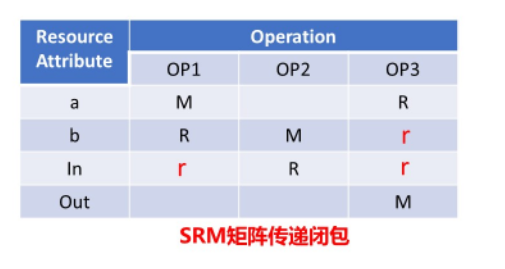 Resource Attribute Operation
OP1 OP2 OP3
a M R
b R M r
In r R r
Out M
SRM矩阵传递闭包